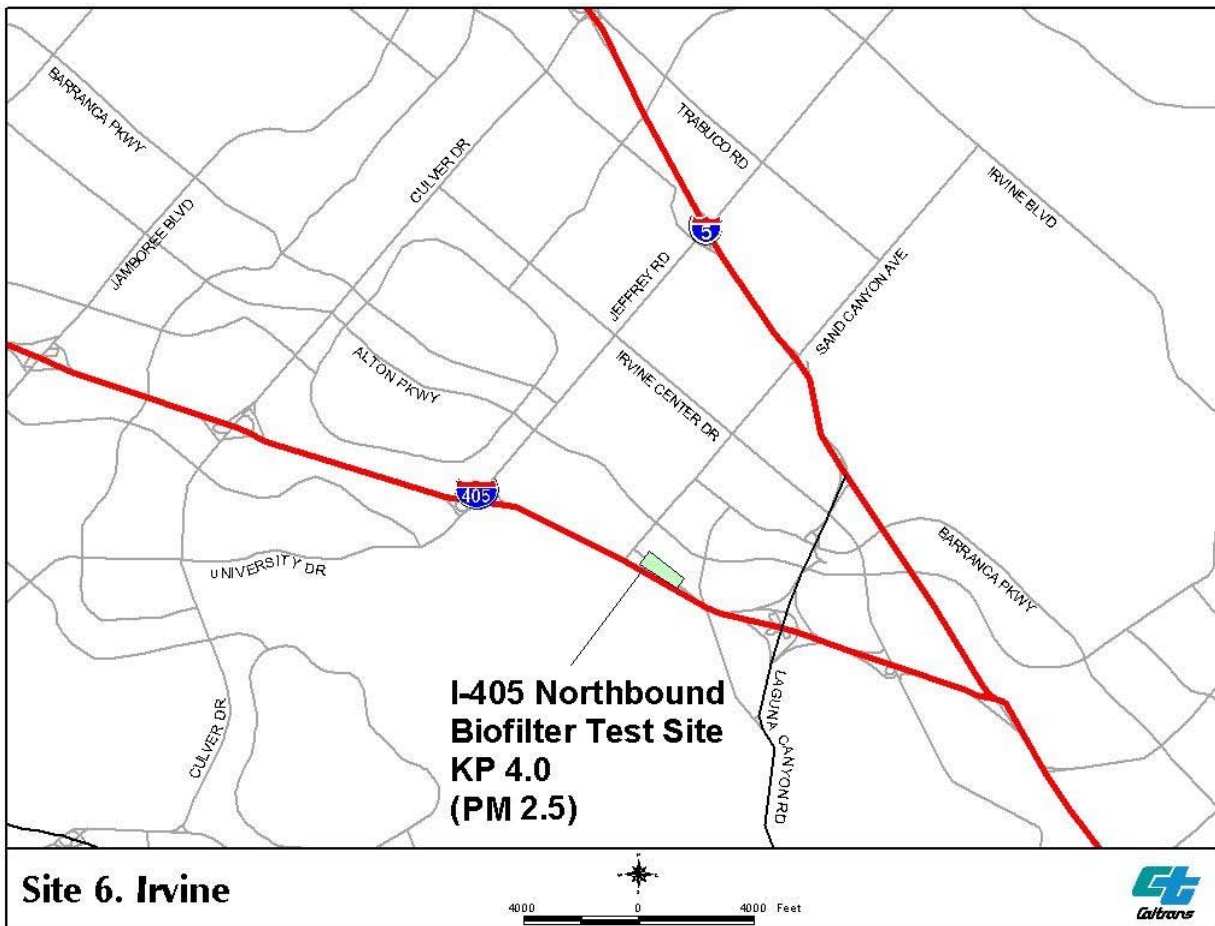 BARRANCA PKWY
CULVER DR
TRABUCO RD
IRVINE BLVD
JAMBOREE BLVD
5
JEFFREY RD
SAND CANYON AVE
ALTON PKWY
IRVINE CENTER DR
405
UNIVERSITY DR
BARRANCA PKWY
I-405 Northbound
Biofilter Test Site
KP 4.0
(PM 2.5)
CULVER DR
LAGUNA CANYON RD
Site 6. Irvine
4000 0 4000 Feet
Caltrans